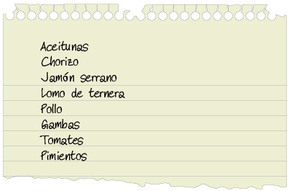 Aceitunas
Chorizo
Jamón serrano
Lomo de ternera
Pollo
Gambas
Tomates
Pimientos